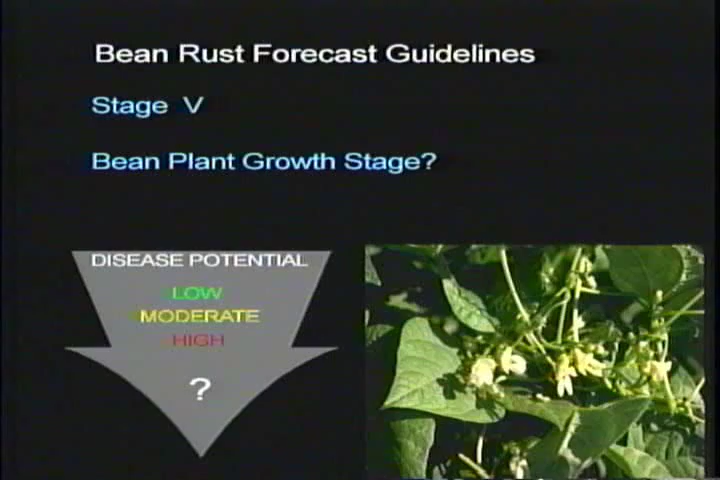 Bean Rust Forecast Guidelines
Stage V
Bean Plant Growth Stage?
DISEASE POTENTIAL
LOW
MODERATE
HIGH
?